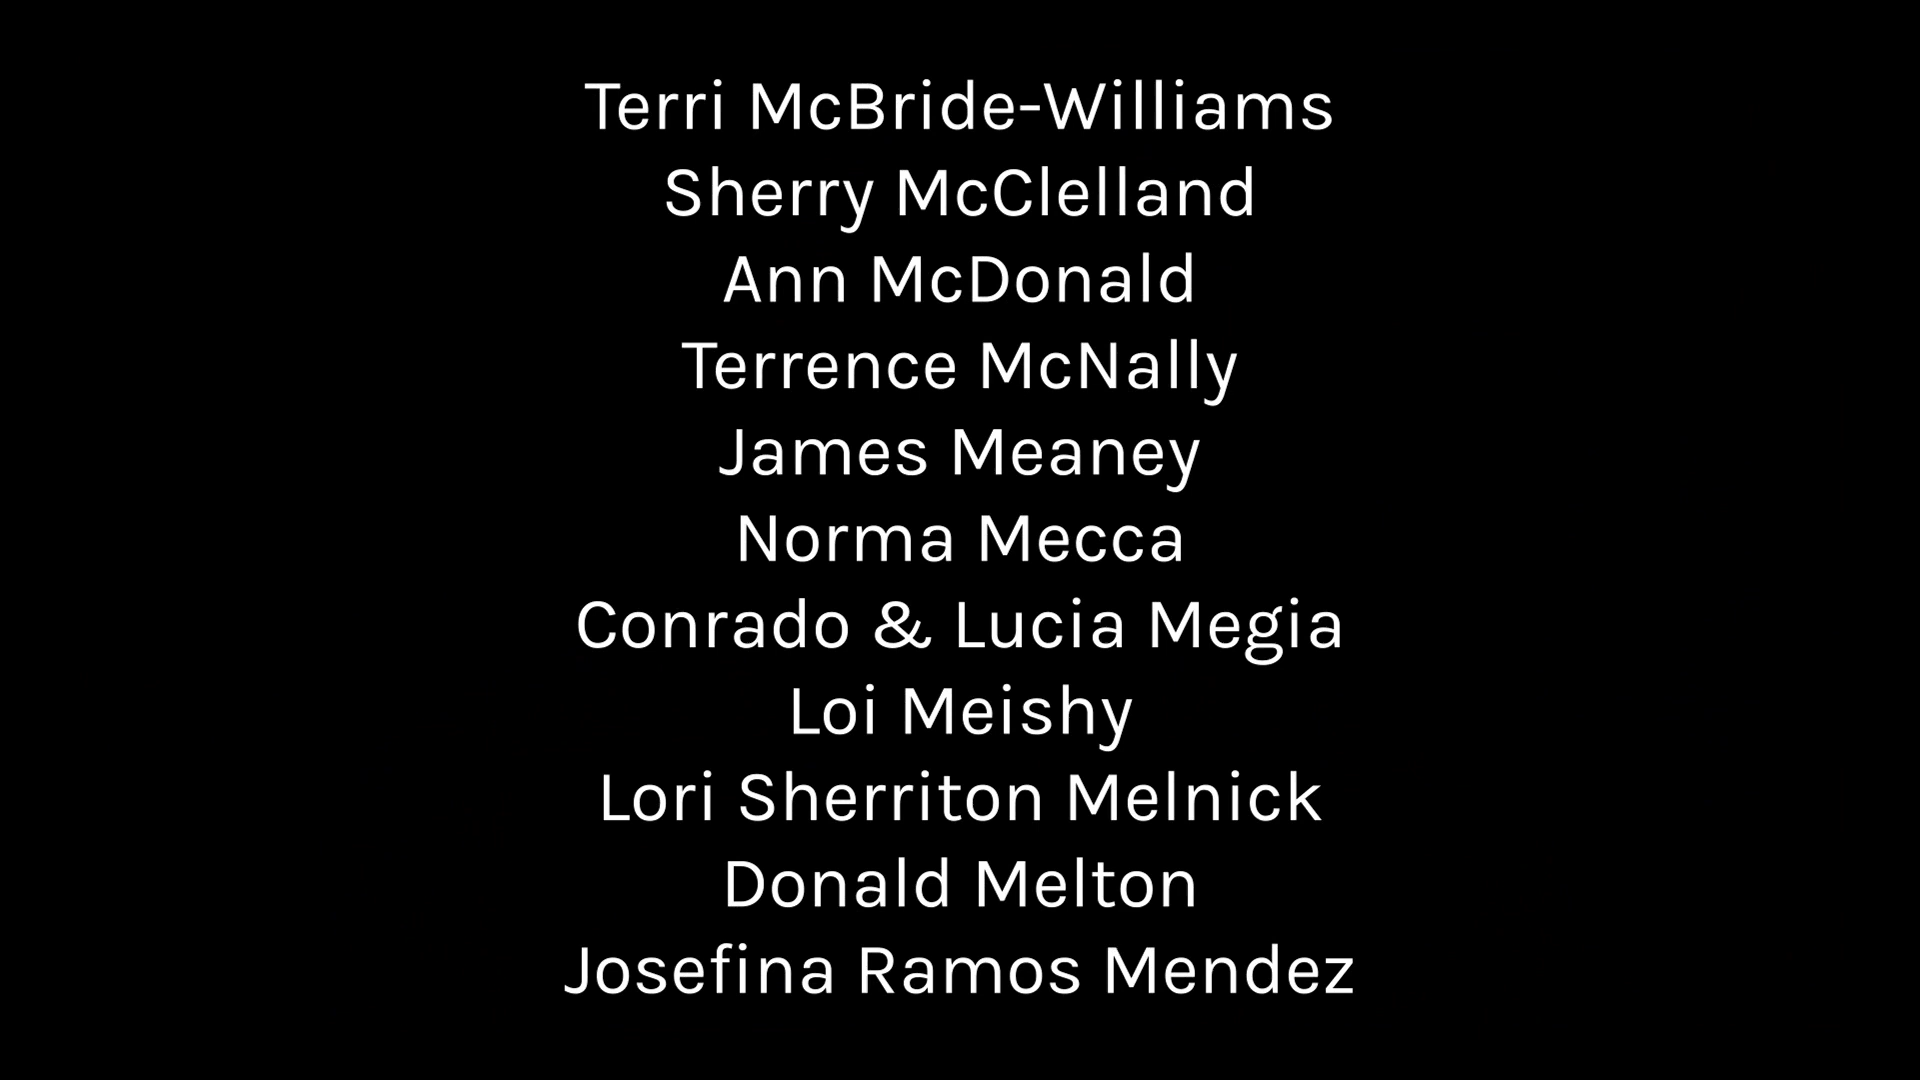 Terri McBride-Williams
Sherry McClelland
Ann McDonald
Terrence McNally
James Meaney
Norma Mecca
Conrado & Lucia Megia
Loi Meishy
Lori Sherriton Melnick
Donald Melton
Josefina Ramos Mendez